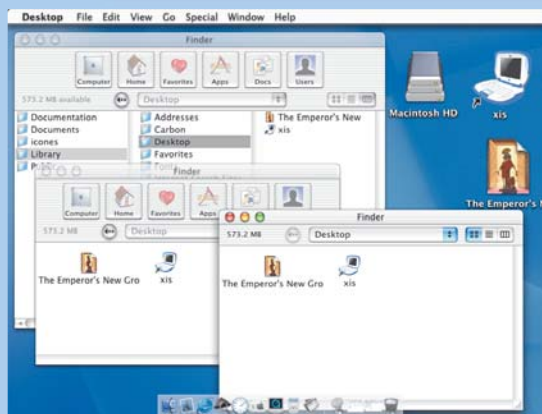 Desktop File Edit View Go Special Window Help
Finder
Computer Home Favorites Apps Docs Users
573.2 MB available Desktop
Documentation Addresses The Emperor's New
Documents Carbon xis
icones Desktop
Library Favorites
Macintosh HD xis
The Emperor's N
Finder
Computer Home Favorites Apps
573.2 MB Desktop
The Emperor's New Gro xis
Finder
573.2 MB Desktop
The Emperor's New Gro xis